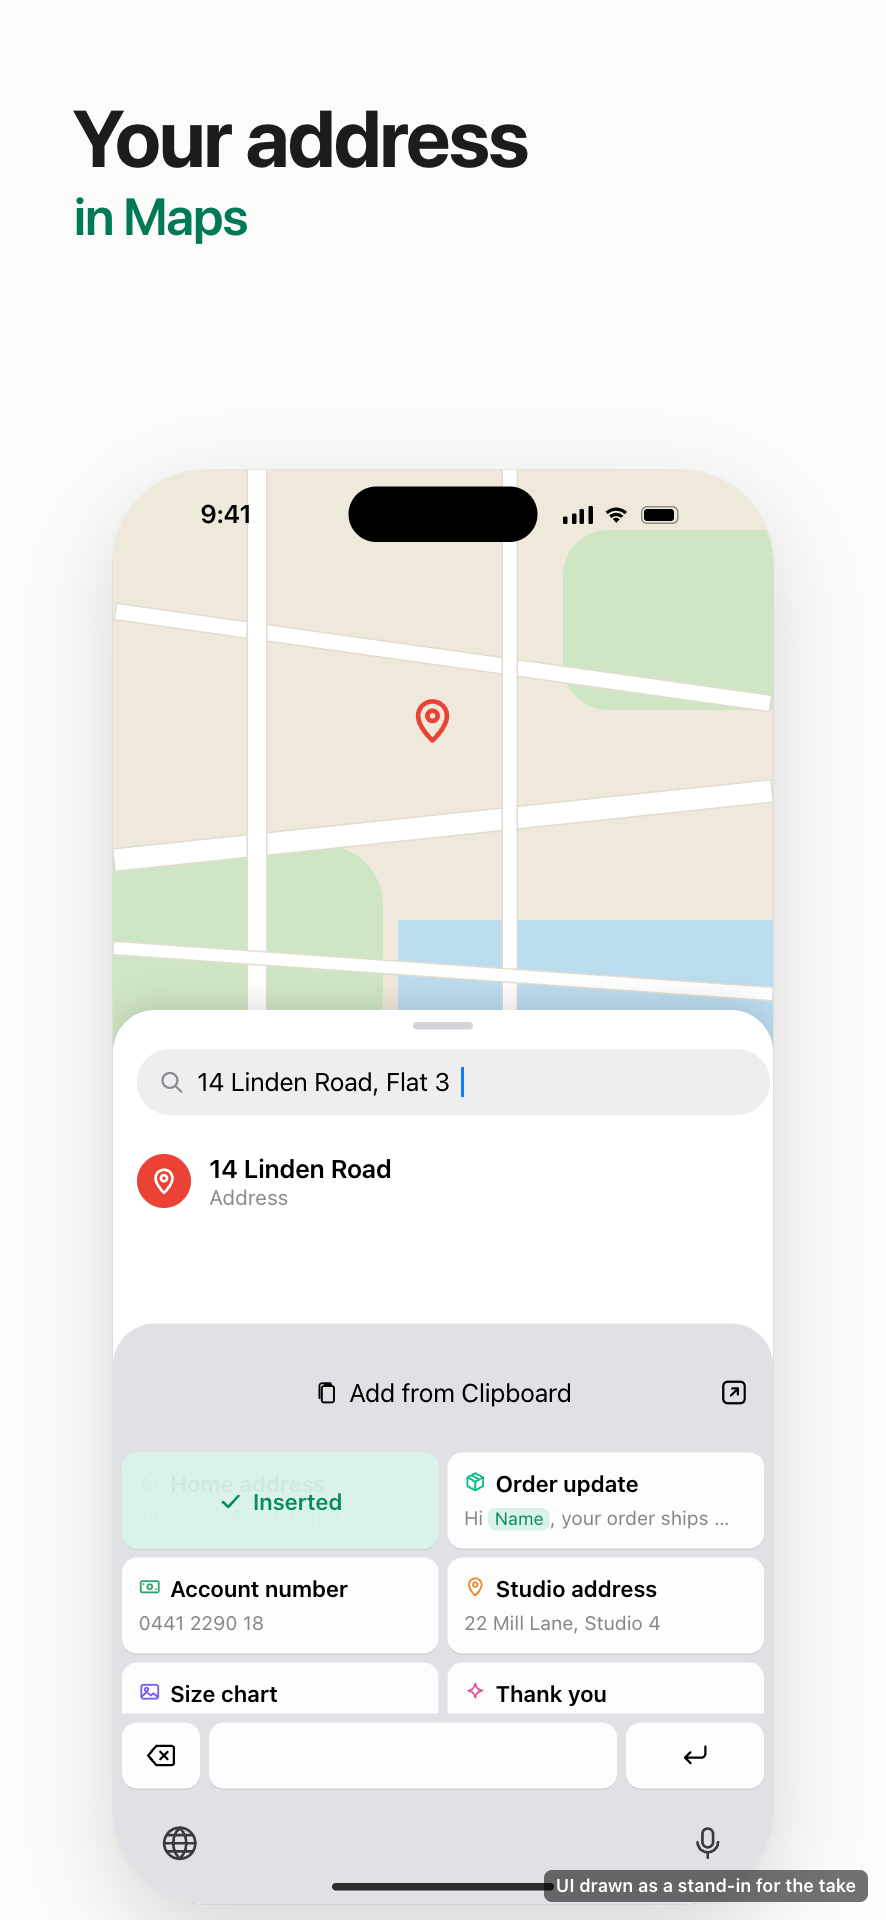 Your address
in Maps
9:41
14 Linden Road, Flat 3
14 Linden Road
Address
Add from Clipboard
Home address
Inserted
Order update
Hi Name, your order ships ...
Account number
0441 2290 18
Studio address
22 Mill Lane, Studio 4
Size chart
Thank you
UI drawn as a stand-in for the take